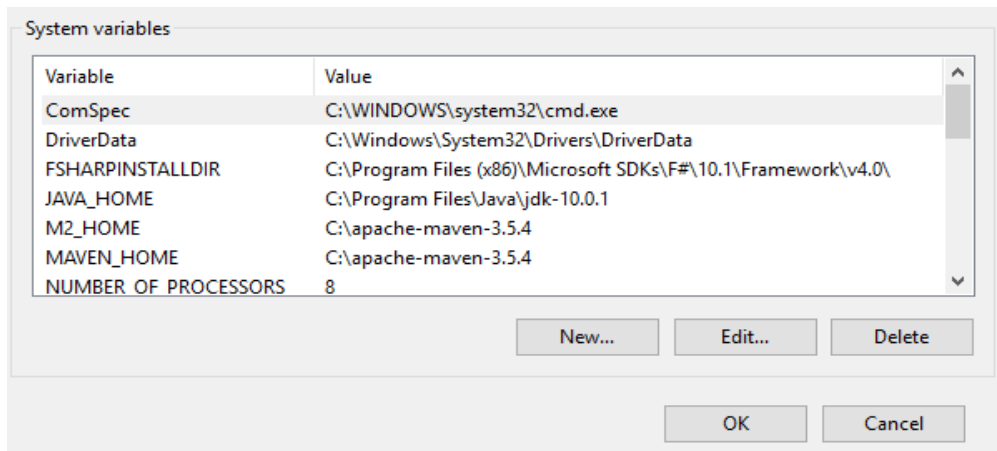 System variables
Variable Value
ComSpec C:\WINDOWS\system32\cmd.exe
DriverData C:\Windows\System32\Drivers\DriverData
FSHARPINSTALLDIR C:\Program Files (x86)\Microsoft SDKs\F#\10.1\Framework\v4.0\
JAVA_HOME C:\Program Files\Java\jdk-10.0.1
M2_HOME C:\apache-maven-3.5.4
MAVEN_HOME C:\apache-maven-3.5.4
NUMBER_OF_PROCESSORS 8
New... Edit... Delete
OK Cancel